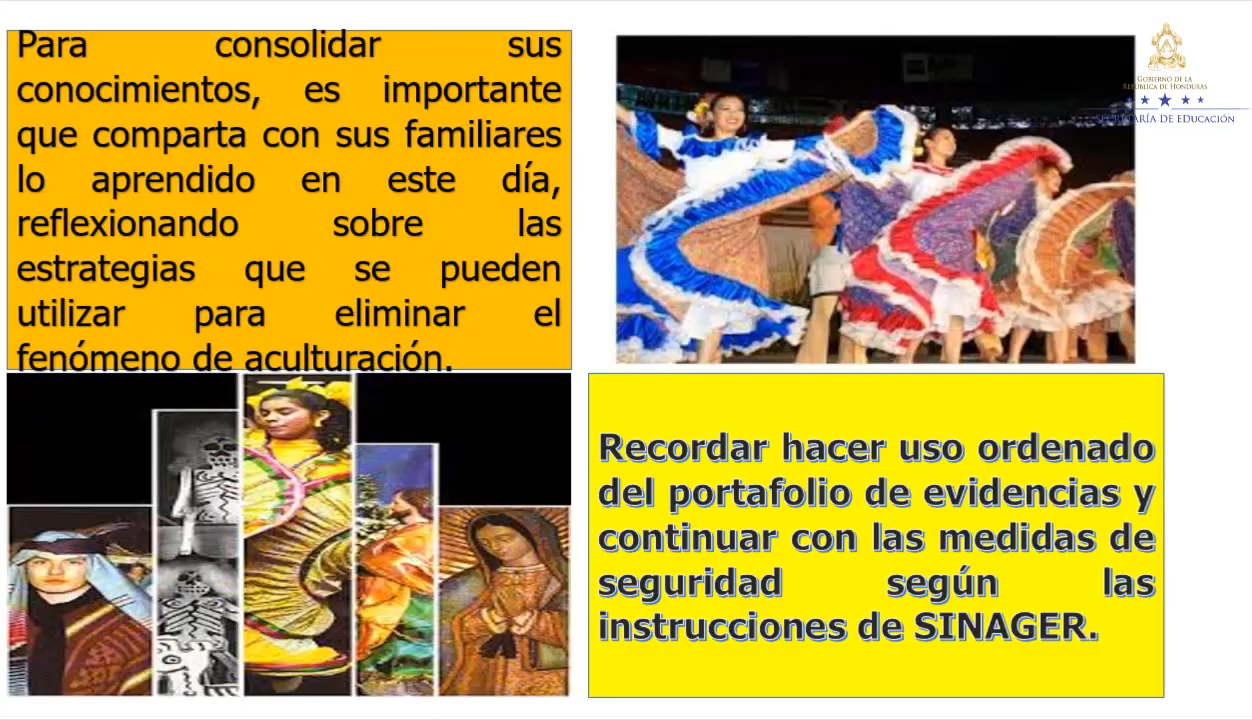 Para consolidar sus
conocimientos, es importante
que comparta con sus familiares
lo aprendido en este día,
reflexionando sobre las
estrategias que se pueden
utilizar para eliminar el
fenómeno de aculturación.
GOBIERNO DE LA
REPÚBLICA DE HONDURAS
SECRETARÍA DE EDUCACIÓN
Recordar hacer uso ordenado
del portafolio de evidencias y
continuar con las medidas de
seguridad según las
instrucciones de SINAGER.